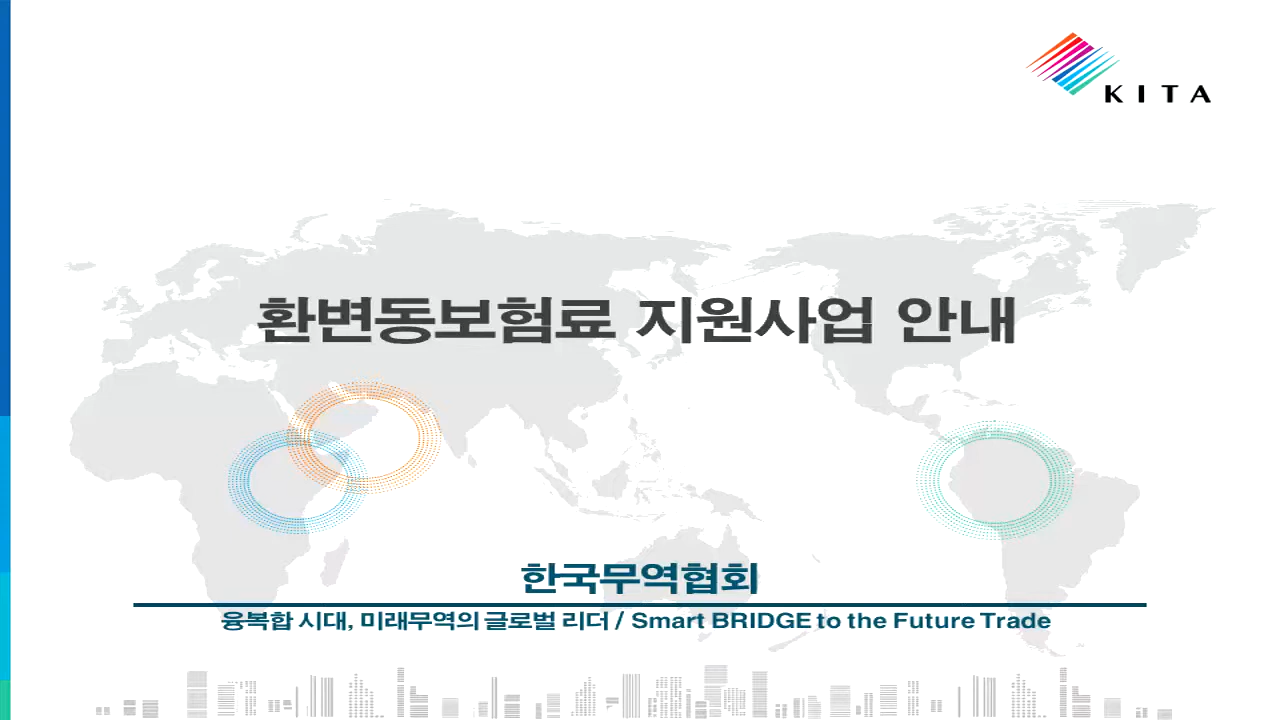 KITA
환변동보험료 지원사업 안내
한국무역협회
융복합 시대, 미래무역의 글로벌 리더 / Smart BRIDGE to the Future Trade